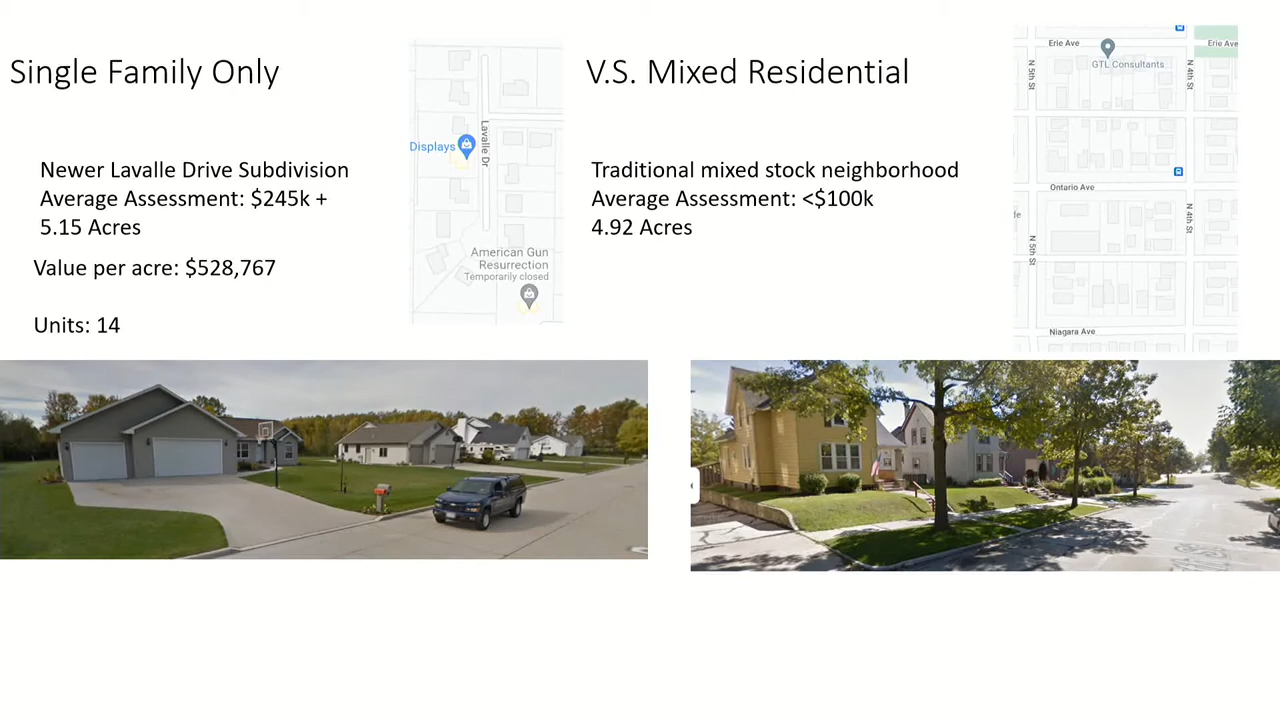 Single Family Only
Newer Lavalle Drive Subdivision
Average Assessment: $245k +
5.15 Acres
Value per acre: $528,767
Units: 14
Displays
Lavalle Dr
American Gun
Resurrection
Temporarily closed
V.S. Mixed Residential
Traditional mixed stock neighborhood
Average Assessment: <$100k
4.92 Acres
Erie Ave
Erie Ave
GTL Consultants
N 5th St
N 4th St
Ontario Ave
N 4th St
N 5th St
Niagara Ave